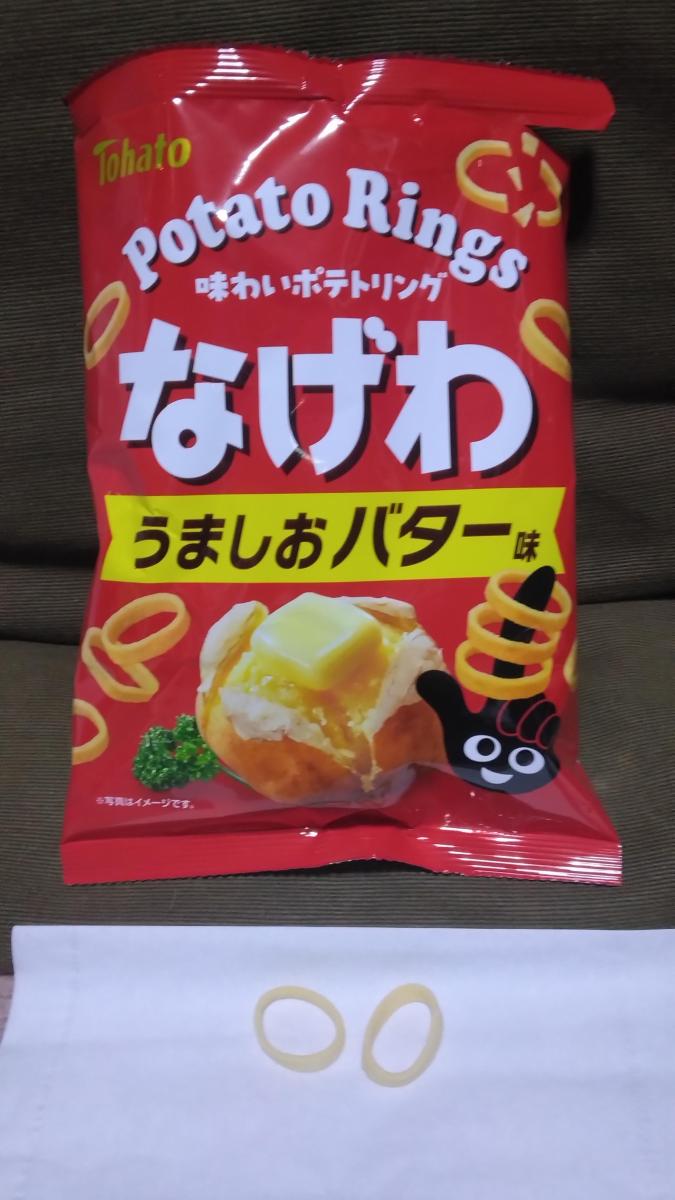 Tohato
Potato Rings
味わいポテトリング
なげわ
うましおバター味
※写真はイメージです。